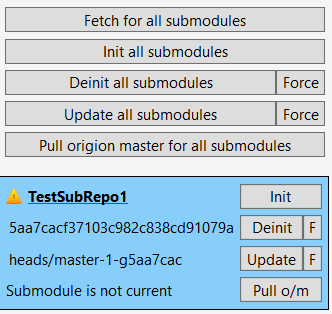 Fetch for all submodules
Init all submodules
Deinit all submodules Force
Update all submodules Force
Pull origion master for all submodules
TestSubRepo1 Init
5aa7cacf37103c982c838cd91079a Deinit F
heads/master-1-g5aa7cac Update F
Submodule is not current Pull o/m